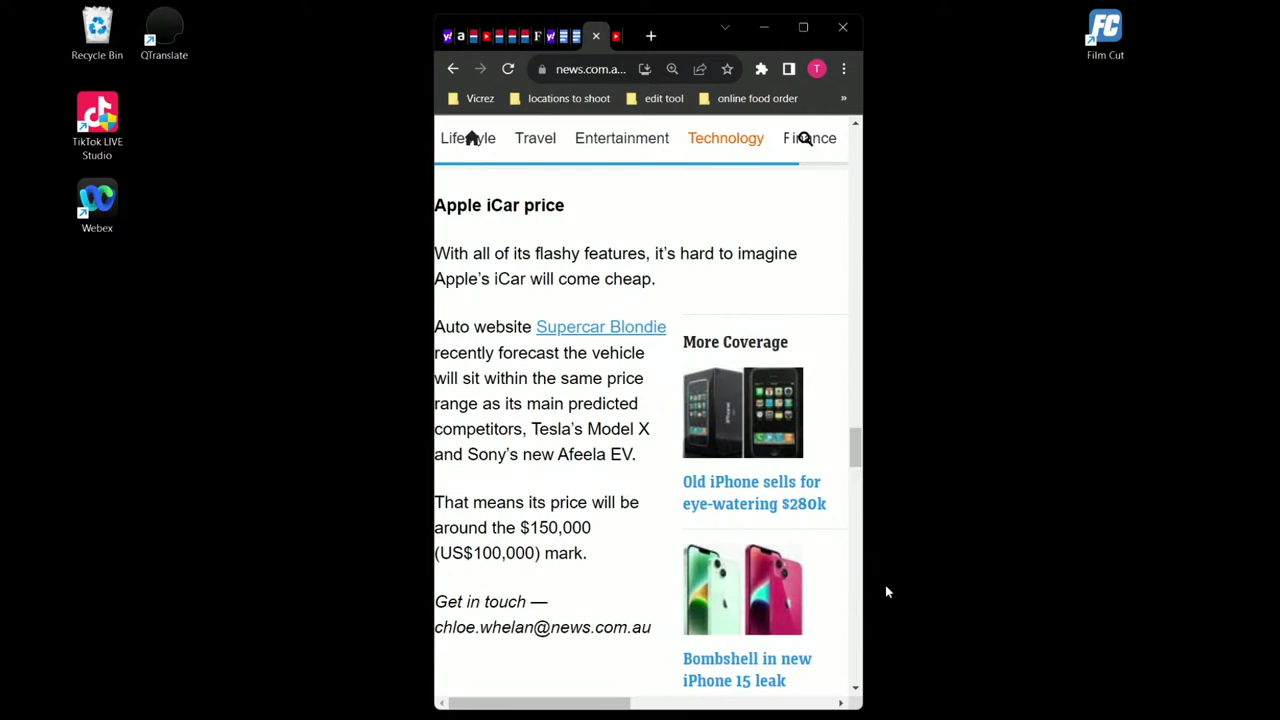 Recycle Bin
QTranslate
TikTok LIVE
Studio
Webex
FC
Film Cut
news.com.a...
T
Vicrez
locations to shoot
edit tool
online food order
»
Lifestyle
Travel
Entertainment
Technology
Finance
Apple iCar price
With all of its flashy features, it's hard to imagine
Apple's iCar will come cheap.
Auto website Supercar Blondie
recently forecast the vehicle
will sit within the same price
range as its main predicted
competitors, Tesla's Model X
and Sony's new Afeela EV.
That means its price will be
around the $150,000
(US$100,000) mark.
Get in touch —
chloe.whelan@news.com.au
More Coverage
Old iPhone sells for
eye-watering $280k
Bombshell in new
iPhone 15 leak